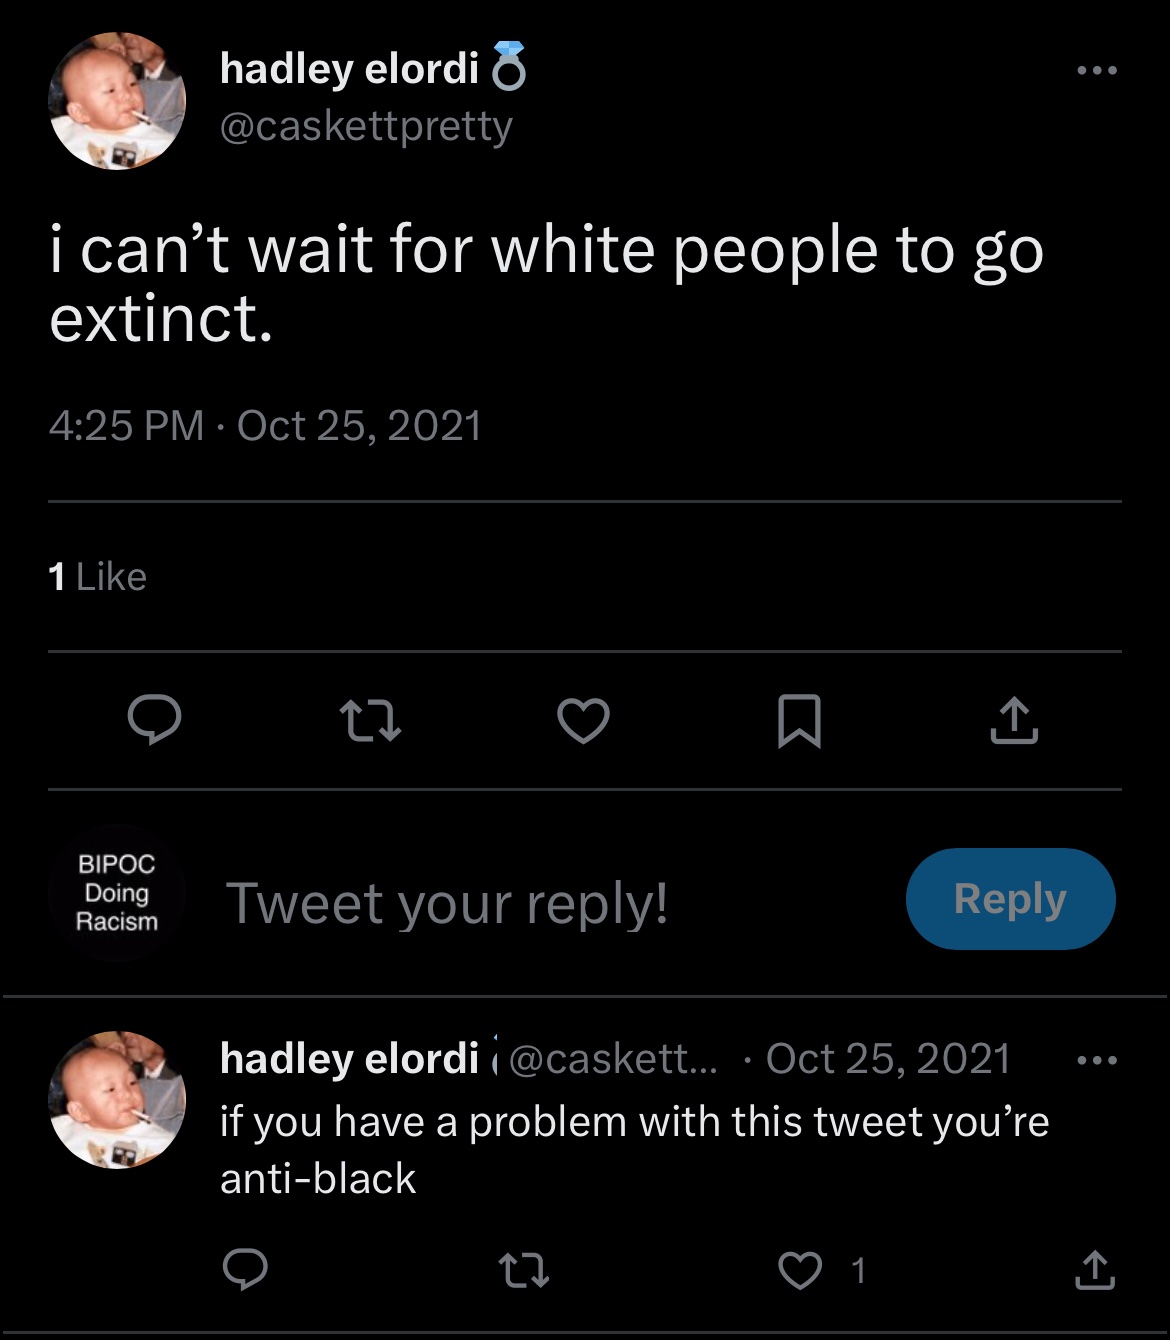 hadley elordi 💍
@caskettpretty
i can’t wait for white people to go
extinct.
4:25 PM · Oct 25, 2021
1 Like
BIPOC
Doing
Racism
Tweet your reply!
Reply
hadley elordi @caskett... · Oct 25, 2021
if you have a problem with this tweet you’re
anti-black
1